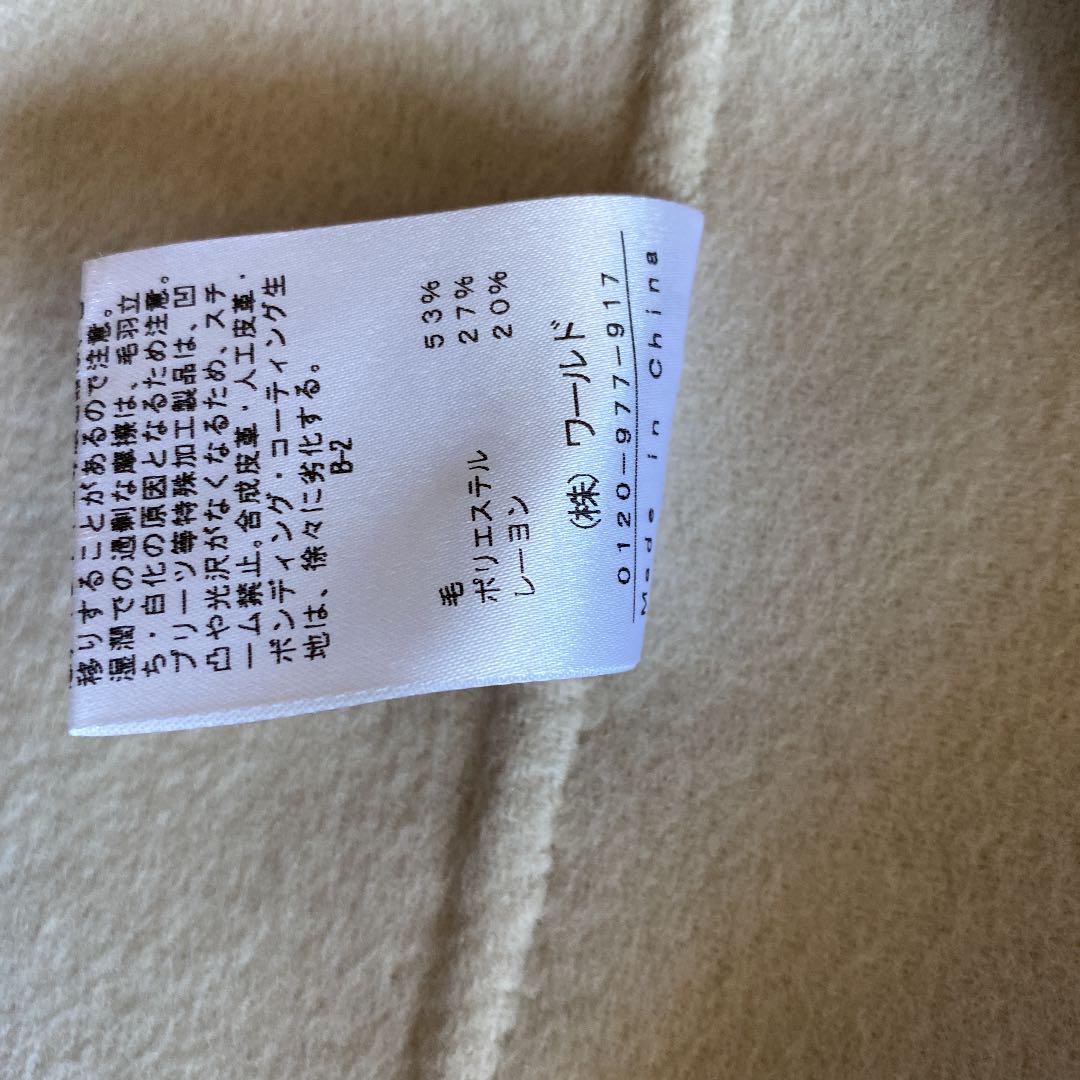 移りすることがあるので注意。
湿潤での過剰な摩擦は、毛羽立
ち・白化の原因となるため注意。
プリーツ等特殊加工製品は、凹
凸や光沢がなくなるため、スチ
ーム禁止。合成皮革・人工皮革・
ボンディング・コーティング生
地は、徐々に劣化する。
B-2
毛 53%
ポリエステル 27%
レーヨン 20%
(株) ワールド
0120-977-917
Made in China